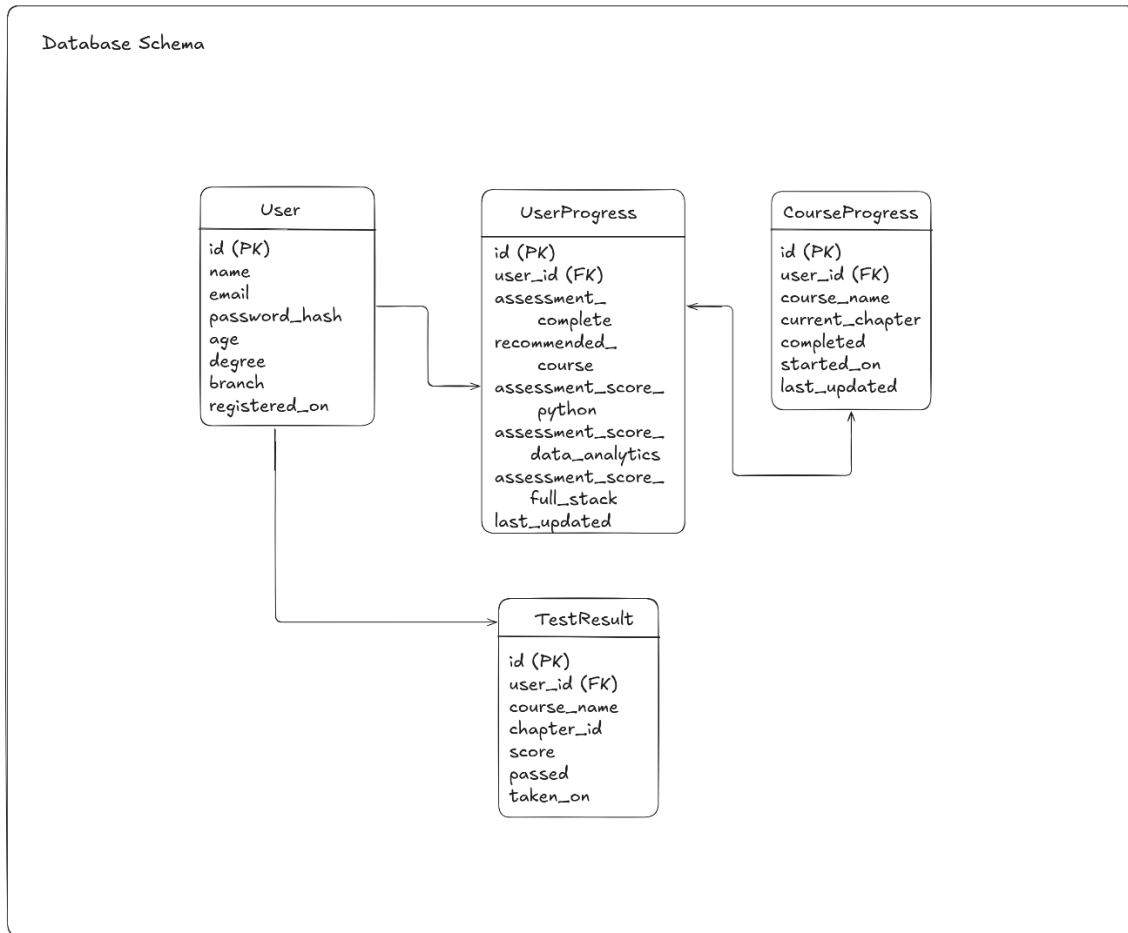 Database Schema
User
id (PK)
name
email
password_hash
age
degree
branch
registered_on
UserProgress
id (PK)
user_id (FK)
assessment_
complete
recommended_
course
assessment_score_
python
assessment_score_
data_analytics
assessment_score_
full_stack
last_updated
CourseProgress
id (PK)
user_id (FK)
course_name
current_chapter
completed
started_on
last_updated
TestResult
id (PK)
user_id (FK)
course_name
chapter_id
score
passed
taken_on